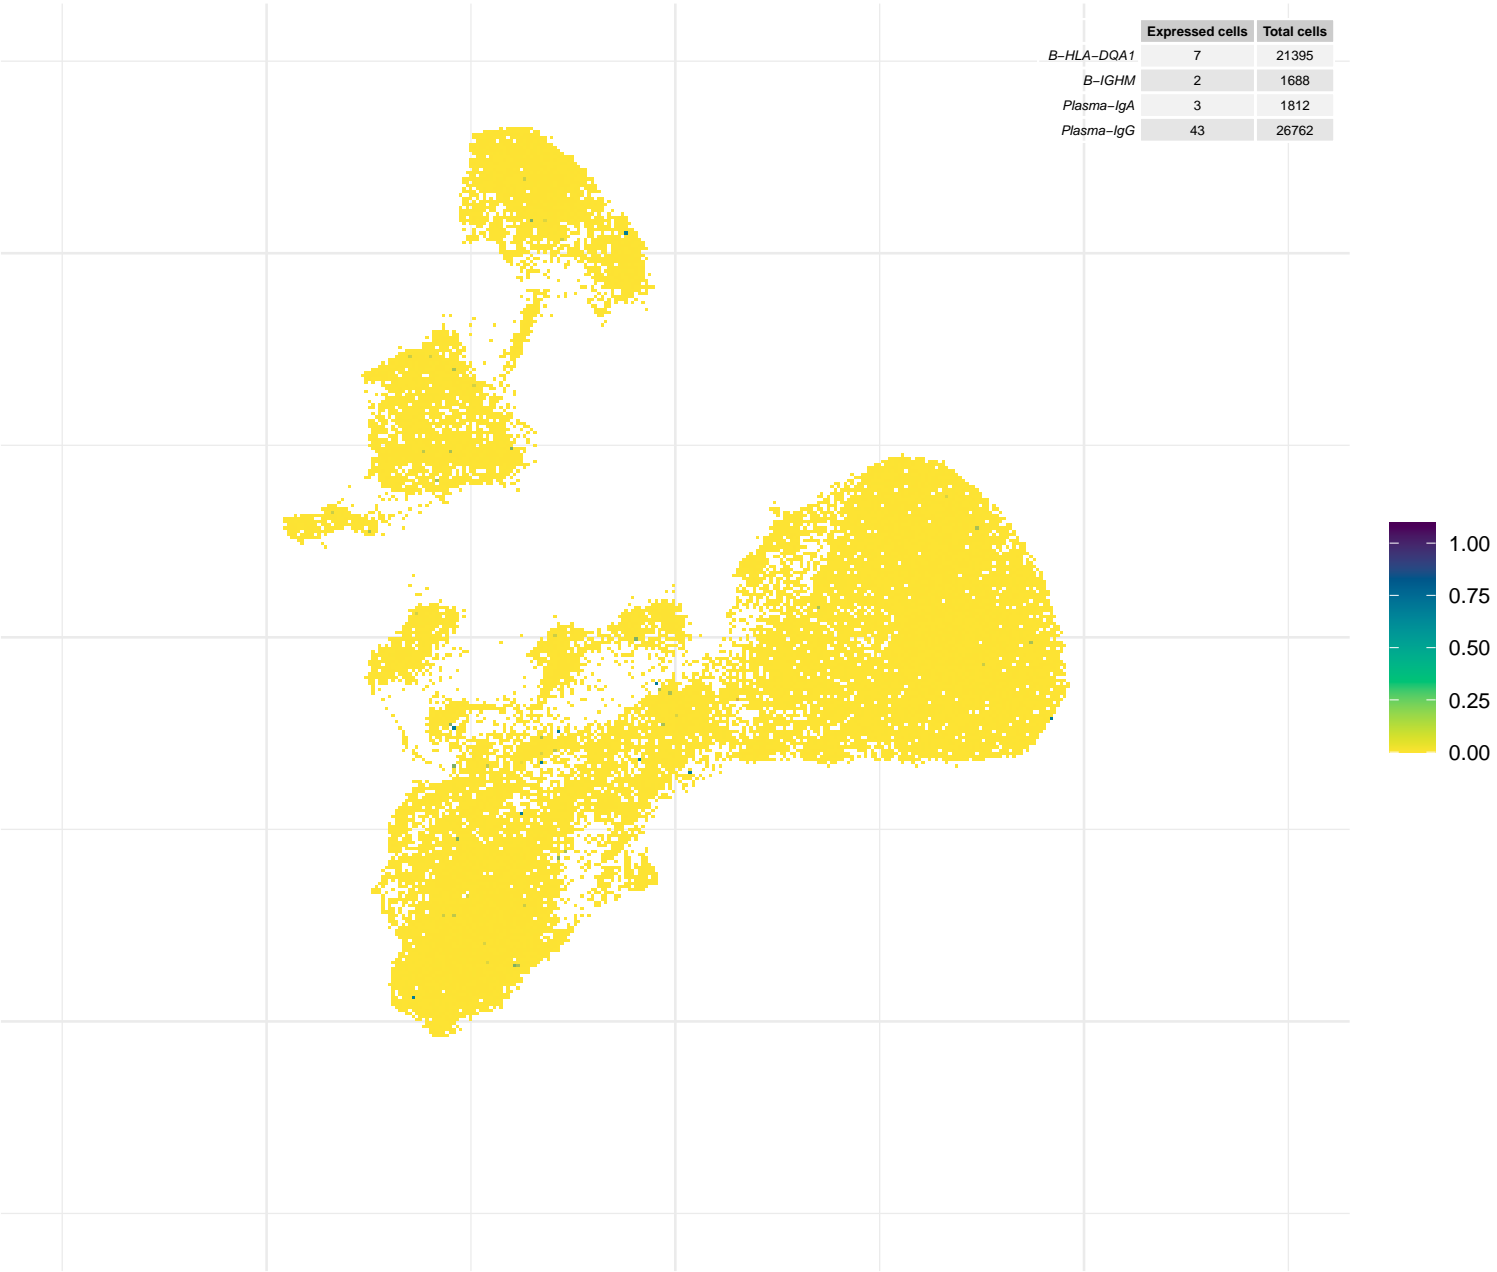 Expressed cells Total cells
B−HLA−DQA1 7 21395
B−IGHM 2 1688
Plasma−IgA 3 1812
Plasma−IgG 43 26762
1.00
0.75
0.50
0.25
0.00